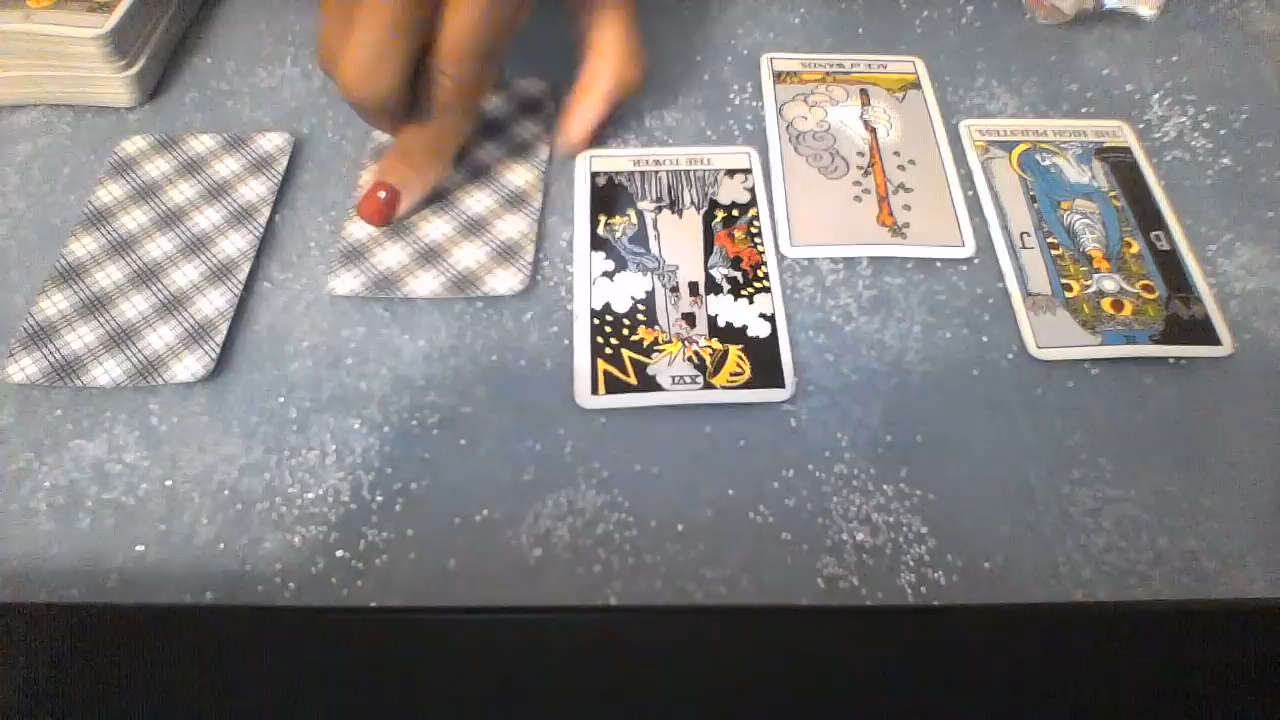 ACE of WANDS.
THE HIGH PRIESTESS.
J
II
THE TOWER.
XVI